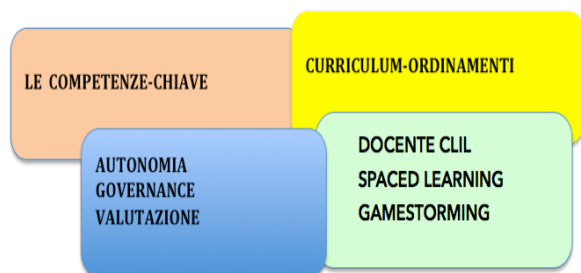 LE COMPETENZE-CHIAVE
CURRICULUM-ORDINAMENTI
AUTONOMIA
GOVERNANCE
VALUTAZIONE
DOCENTE CLIL
SPACED LEARNING
GAMESTORMING